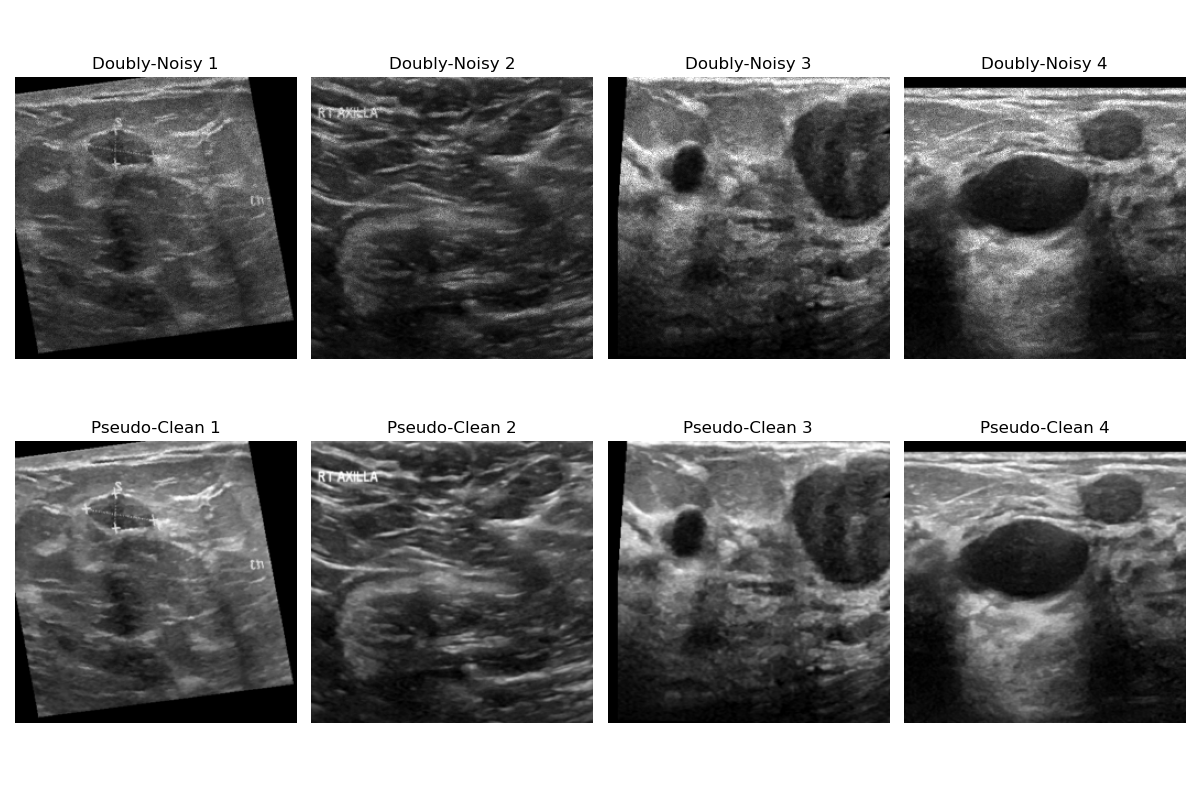 Doubly-Noisy 1
Doubly-Noisy 2
Doubly-Noisy 3
Doubly-Noisy 4
S
RT AXILLA
Pseudo-Clean 1
Pseudo-Clean 2
Pseudo-Clean 3
Pseudo-Clean 4
S
RT AXILLA